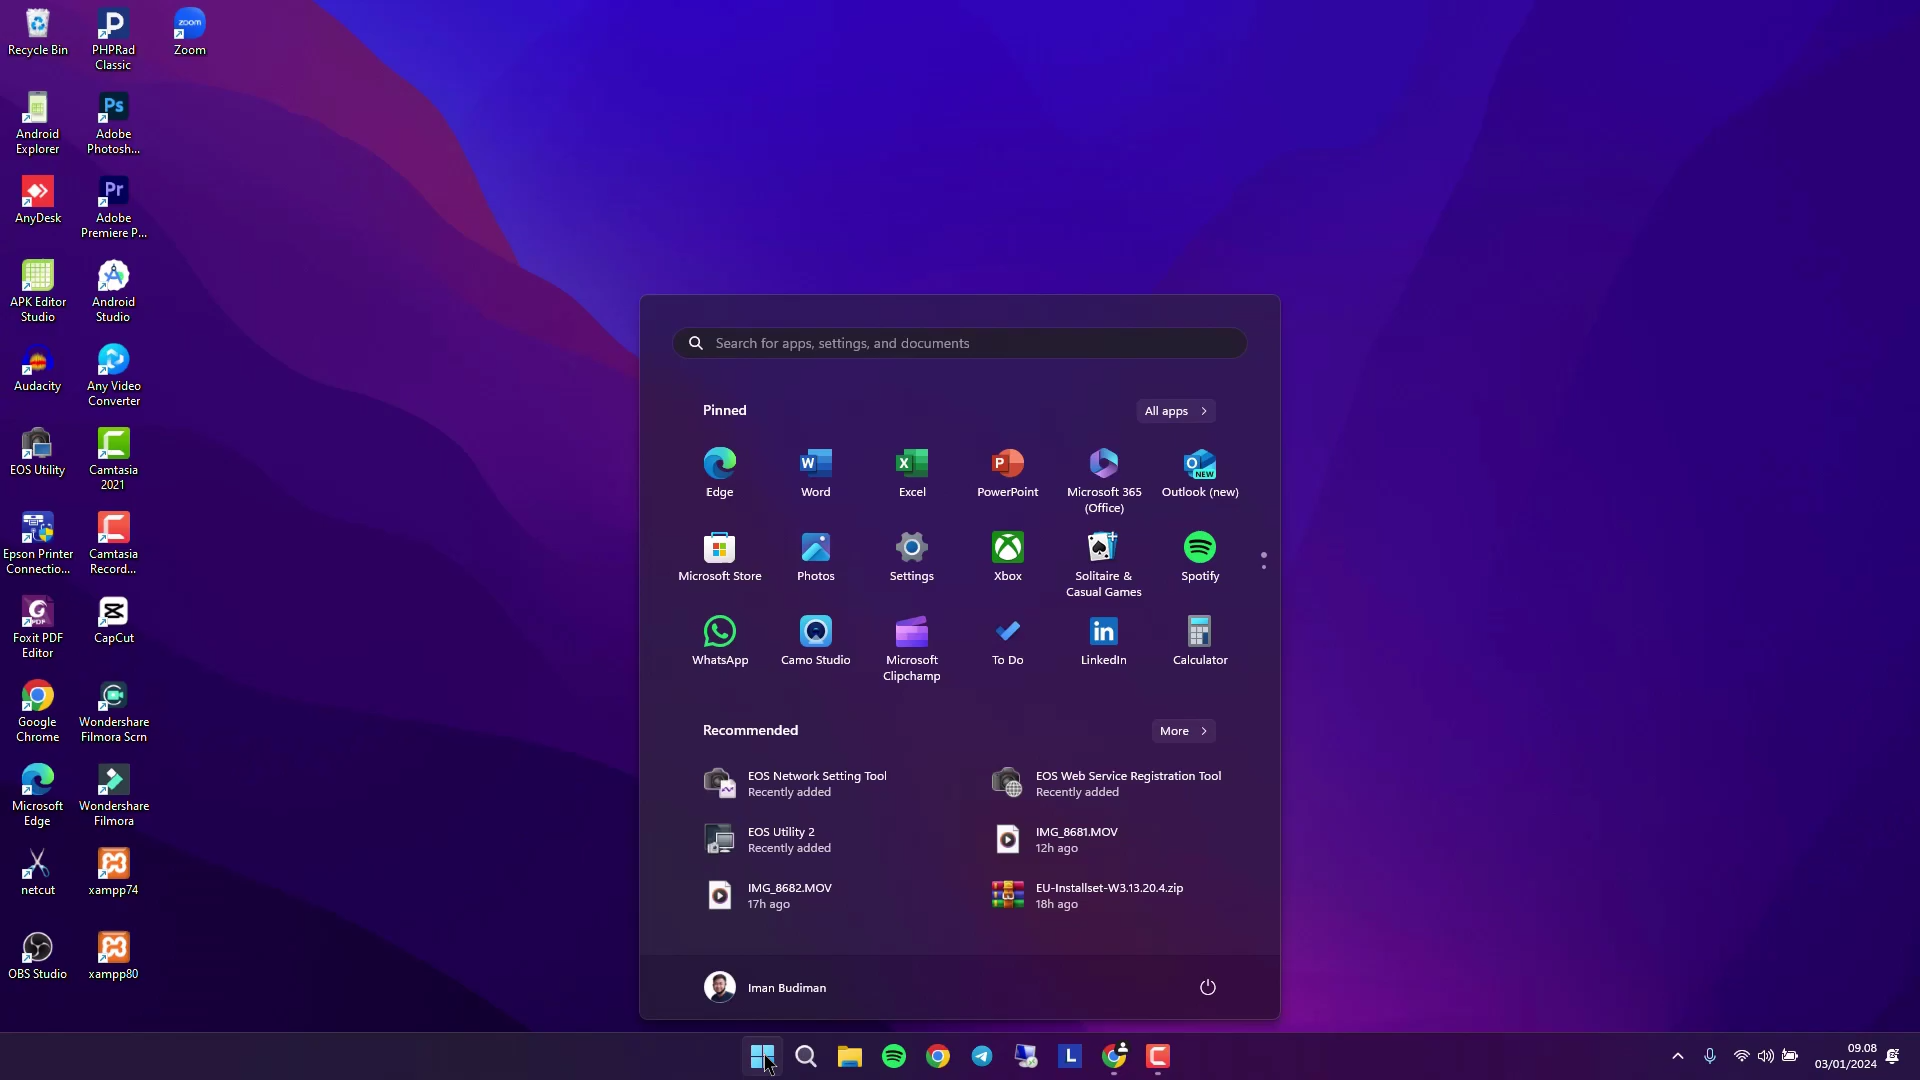 Recycle Bin
PHPRad
Classic
zoom
Zoom
Android
Explorer
Ps
Adobe
Photosh...
AnyDesk
Pr
Adobe
Premiere P...
APK Editor
Studio
Android
Studio
Audacity
Any Video
Converter
EOS Utility
Camtasia
2021
Epson Printer
Connectio...
Camtasia
Record...
PDF
Foxit PDF
Editor
CapCut
Google
Chrome
Wondershare
Filmora Scrn
Microsoft
Edge
Wondershare
Filmora
netcut
xampp74
OBS Studio
xampp80
Search for apps, settings, and documents
Pinned
All apps
Edge
W
Word
X
Excel
P
PowerPoint
Microsoft 365
(Office)
O
NEW
Outlook (new)
Microsoft Store
Photos
Settings
Xbox
Solitaire &
Casual Games
Spotify
WhatsApp
Camo Studio
Microsoft
Clipchamp
To Do
in
LinkedIn
Calculator
Recommended
More
EOS Network Setting Tool
Recently added
EOS Web Service Registration Tool
Recently added
EOS Utility 2
Recently added
IMG_8681.MOV
12h ago
IMG_8682.MOV
17h ago
EU-Installset-W3.13.20.4.zip
18h ago
Iman Budiman
L
09.08
03/01/2024